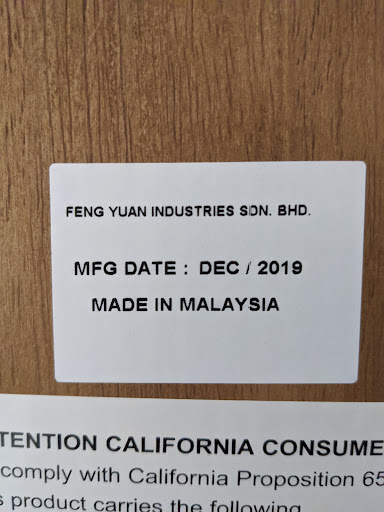 FENG YUAN INDUSTRIES SDN. BHD.
MFG DATE : DEC / 2019
MADE IN MALAYSIA
TENTION CALIFORNIA CONSUME
comply with California Proposition 65
s product carries the following